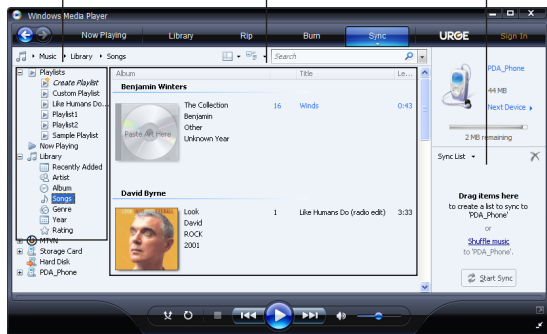 Windows Media Player
Now Playing
Library
Rip
Burn
Sync
URGE
Sign In
Music
Library
Songs
Search
Playlists
Create Playlist
Custom Playlist
Like Humans Do...
Playlist1
Playlist2
Sample Playlist
Now Playing
Library
Recently Added
Artist
Album
Songs
Genre
Year
Rating
MTVN
Storage Card
Hard Disk
PDA_Phone
Album
Title
Le...
Benjamin Winters
Paste Art Here
The Collection
Benjamin
Other
Unknown Year
16 Winds 0:43
David Byrne
Look
David
ROCK
2001
1 Like Humans Do (radio edit) 3:33
PDA_Phone
44 MB
Next Device
2 MB remaining
Sync List
Drag items here
to create a list to sync to
'PDA_Phone'
or
Shuffle music
to 'PDA_Phone'.
Start Sync